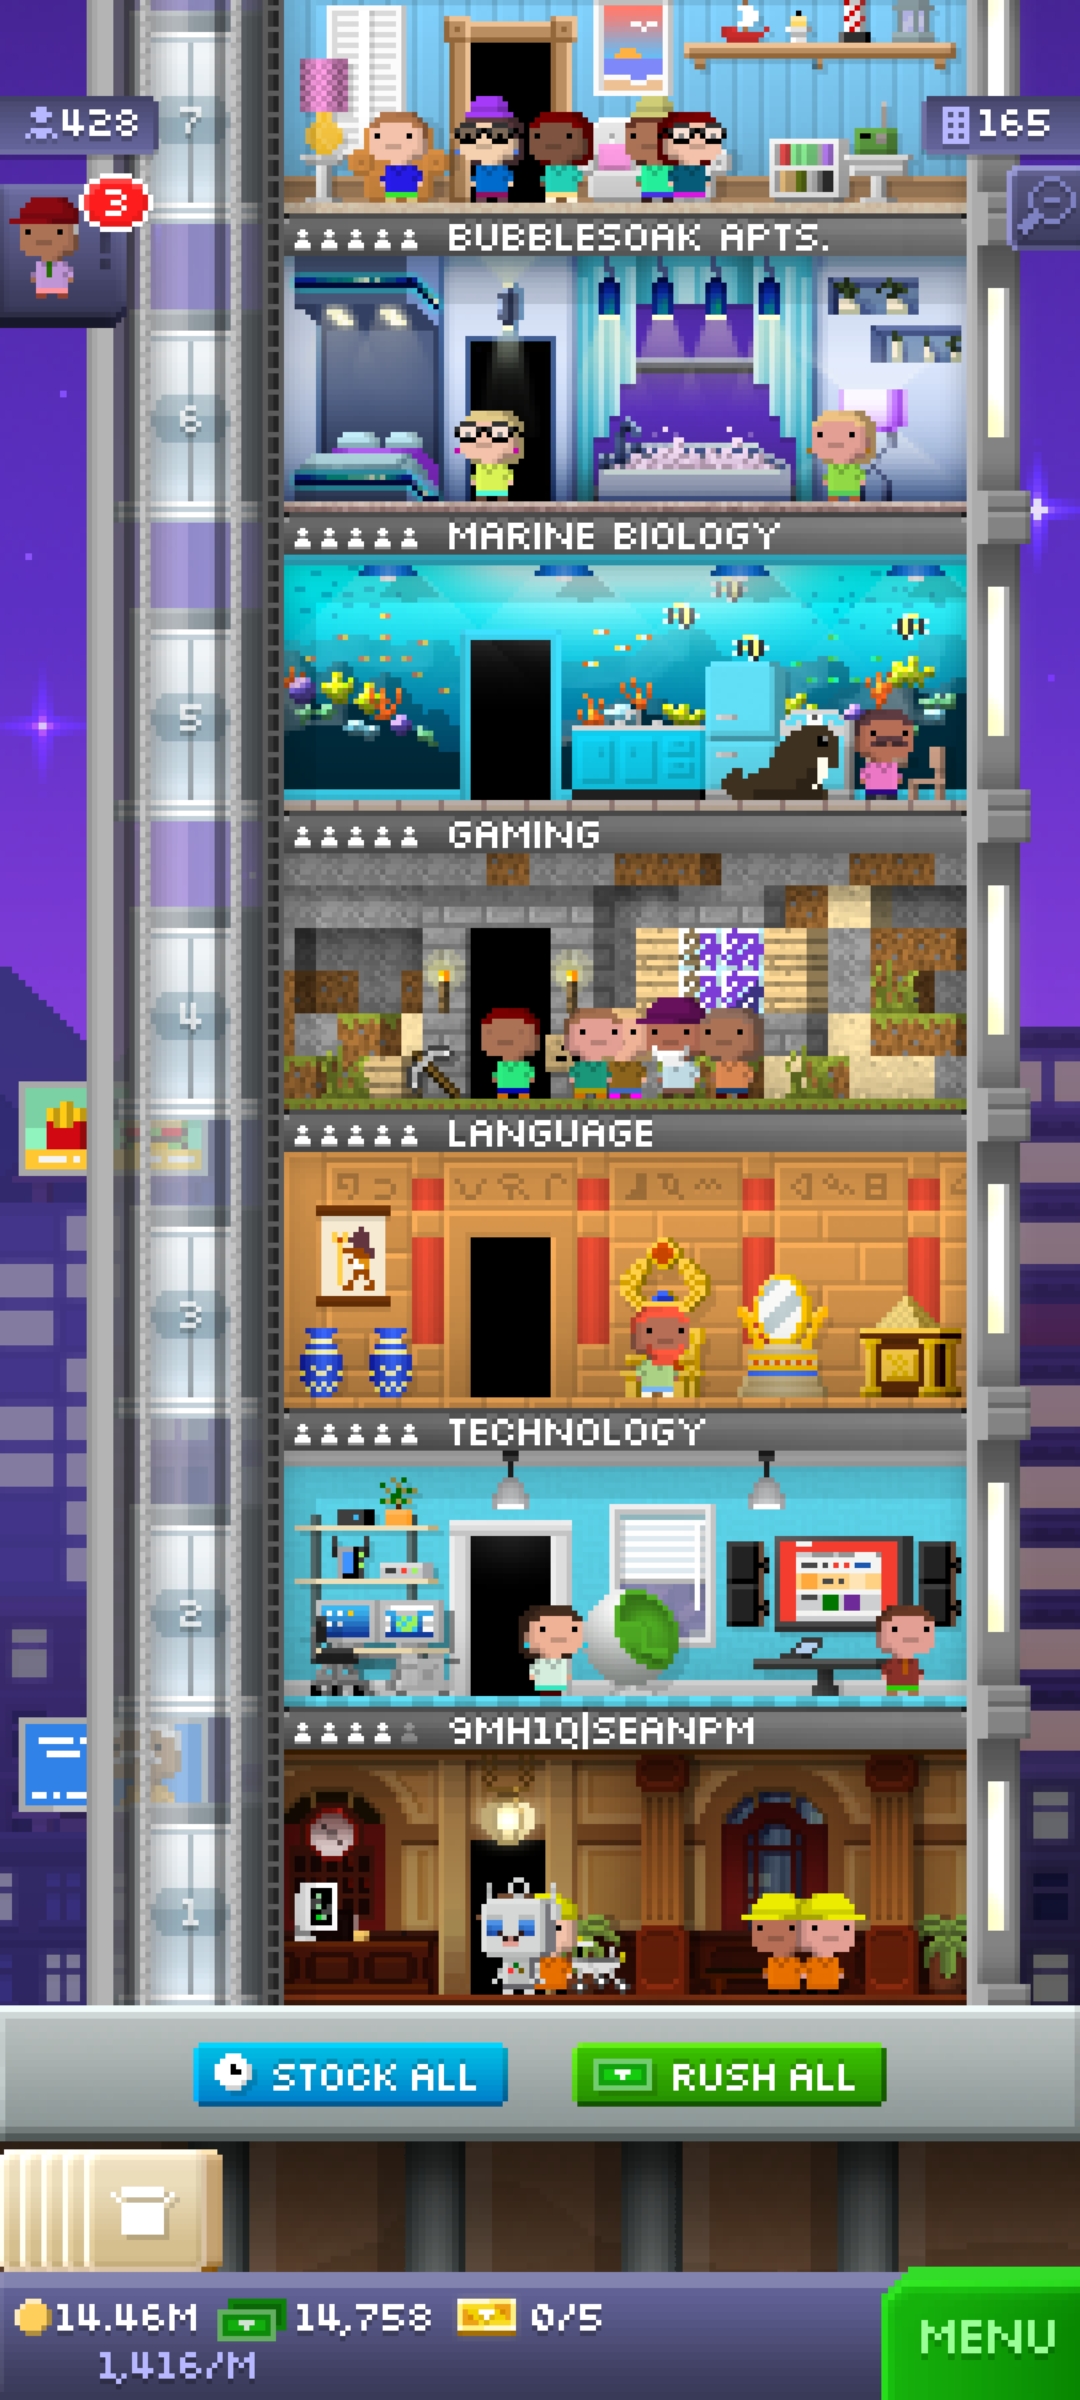 7
428
165
3
BUBBLESOAK APTS.
6
MARINE BIOLOGY
5
GAMING
4
LANGUAGE
3
TECHNOLOGY
2
9MH1Q|SEANPM
1
STOCK ALL
RUSH ALL
14.46M
14,758
0/5
1,416/M
MENU